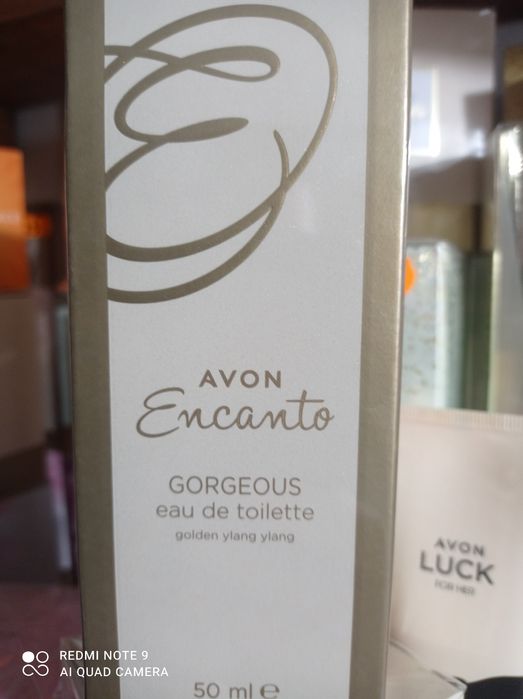 AVON
Encanto
GORGEOUS
eau de toilette
golden ylang ylang
50 ml ℮
AVON
LUCK
FOR HER
REDMI NOTE 9
AI QUAD CAMERA